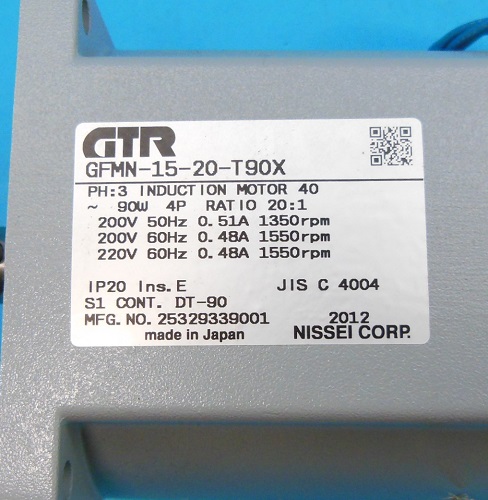 GTR
GFMN-15-20-T90X
PH:3 INDUCTION MOTOR 40
~ 90W 4P RATIO 20:1
200V 50Hz 0.51A 1350rpm
200V 60Hz 0.48A 1550rpm
220V 60Hz 0.48A 1550rpm
IP20 Ins.E JIS C 4004
S1 CONT. DT-90
MFG.NO.25329339001 2012
made in Japan NISSEI CORP.